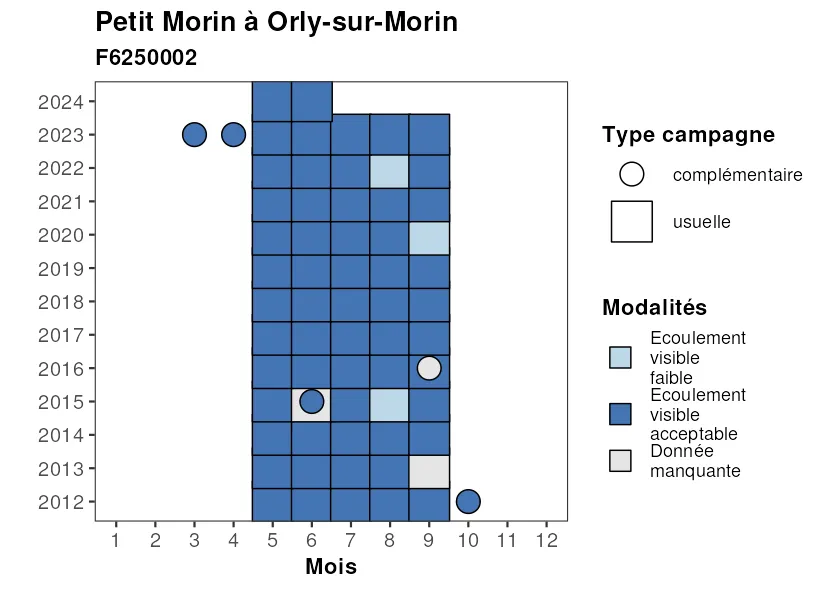 Petit Morin à Orly-sur-Morin
F6250002
2024
2023
2022
2021
2020
2019
2018
2017
2016
2015
2014
2013
2012
1 2 3 4 5 6 7 8 9 10 11 12
Mois
Type campagne
complémentaire
usuelle
Modalités
Ecoulement
visible
faible
Ecoulement
visible
acceptable
Donnée
manquante